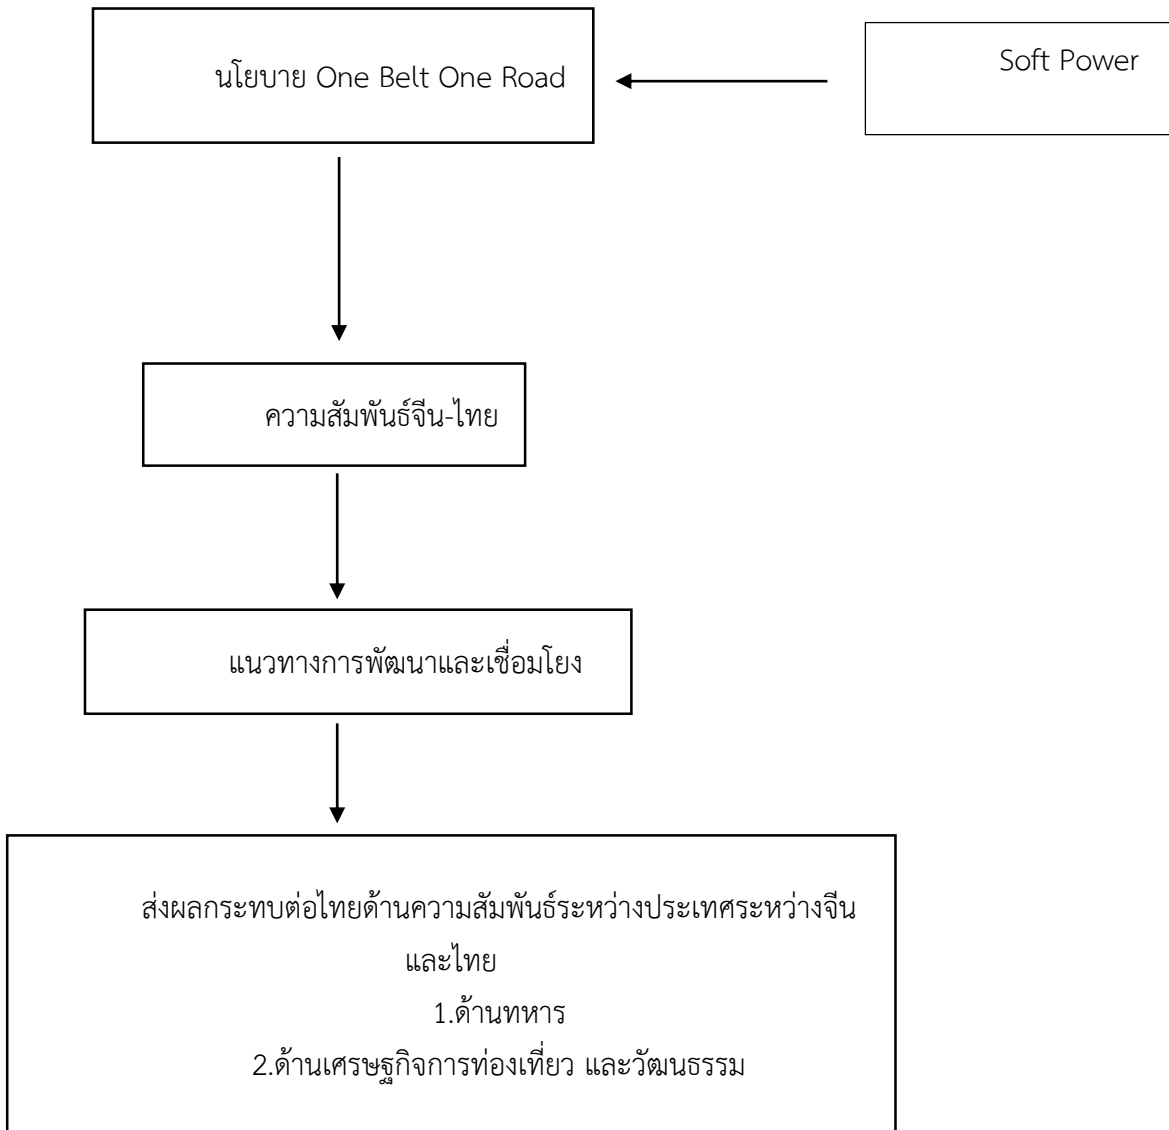 นโยบาย One Belt One Road
Soft Power
ความสัมพันธ์จีน-ไทย
แนวทางการพัฒนาและเชื่อมโยง
ส่งผลกระทบต่อไทยด้านความสัมพันธ์ระหว่างประเทศระหว่างจีน
และไทย
1.ด้านทหาร
2.ด้านเศรษฐกิจการท่องเที่ยว และวัฒนธรรม